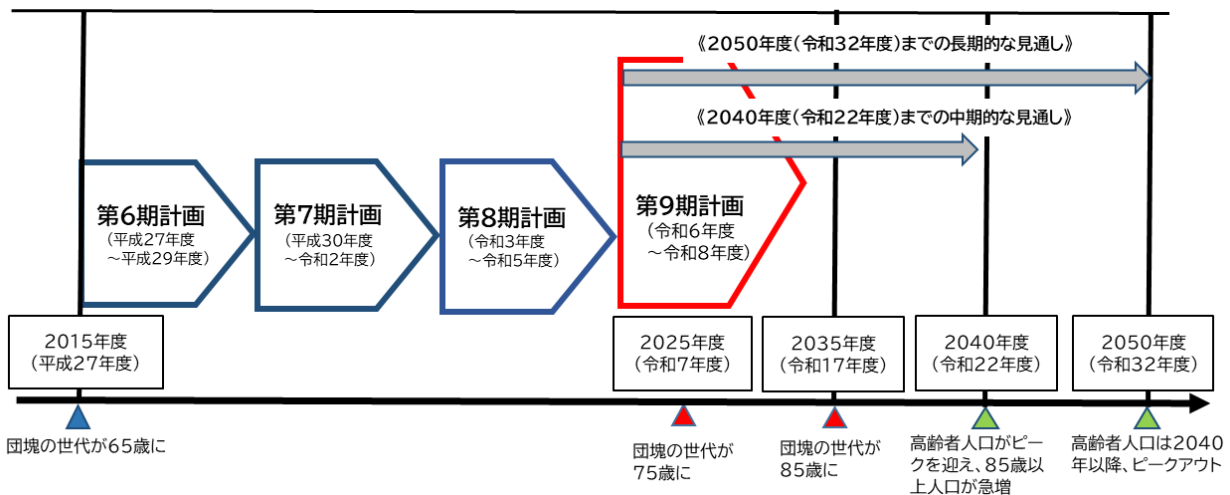 《2050年度(令和32年度)までの長期的な見通し》
《2040年度(令和22年度)までの中期的な見通し》
第6期計画
(平成27年度
～平成29年度)
第7期計画
(平成30年度
～令和2年度)
第8期計画
(令和3年度
～令和5年度)
第9期計画
(令和6年度
～令和8年度)
2015年度
(平成27年度)
2025年度
(令和7年度)
2035年度
(令和17年度)
2040年度
(令和22年度)
2050年度
(令和32年度)
団塊の世代が65歳に
団塊の世代が
75歳に
団塊の世代が
85歳に
高齢者人口がピー
クを迎え、85歳以
上人口が急増
高齢者人口は2040
年以降、ピークアウト